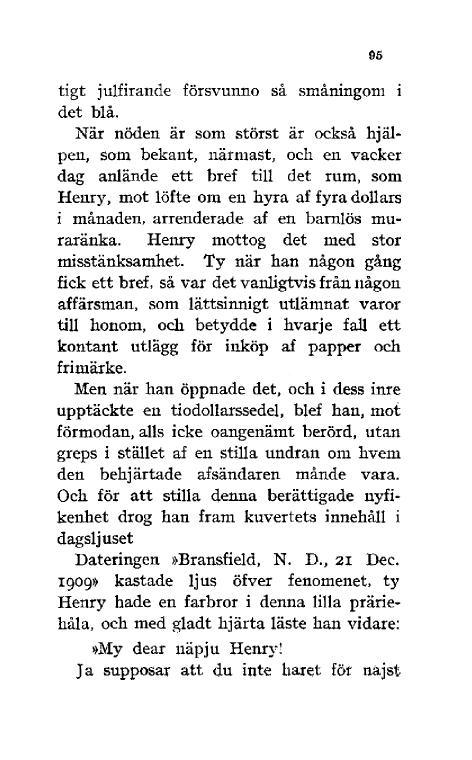 95
tigt julfirande försvunno så småningom i
det blå.
När nöden är som störst är också hjäl-
pen, som bekant, närmast, och en vacker
dag anlände ett bref till det rum, som
Henry, mot löfte om en hyra af fyra dollars
i månaden, arrenderade af en barnlös mu-
raränka. Henry mottog det med stor
misstänksamhet. Ty när han någon gång
fick ett bref, så var det vanligtvis från någon
affärsman, som lättsinnigt utlämnat varor
till honom, och betydde i hvarje fall ett
kontant utlägg för inköp af papper och
frimärke.
Men när han öppnade det, och i dess inre
upptäckte en tiodollarssedel, blef han, mot
förmodan, alls icke oangenämt berörd, utan
greps i stället af en stilla undran om hvem
den behjärtade afsändaren månde vara.
Och för att stilla denna berättigade nyfi-
kenhet drog han fram kuvertets innehåll i
dagsljuset
Dateringen »Bransfield, N. D., 21 Dec.
1909» kastade ljus öfver fenomenet, ty
Henry hade en farbror i denna lilla prärie-
håla, och med gladt hjärta läste han vidare:
»My dear näpju Henry!
Ja supposar att du inte haret för najst